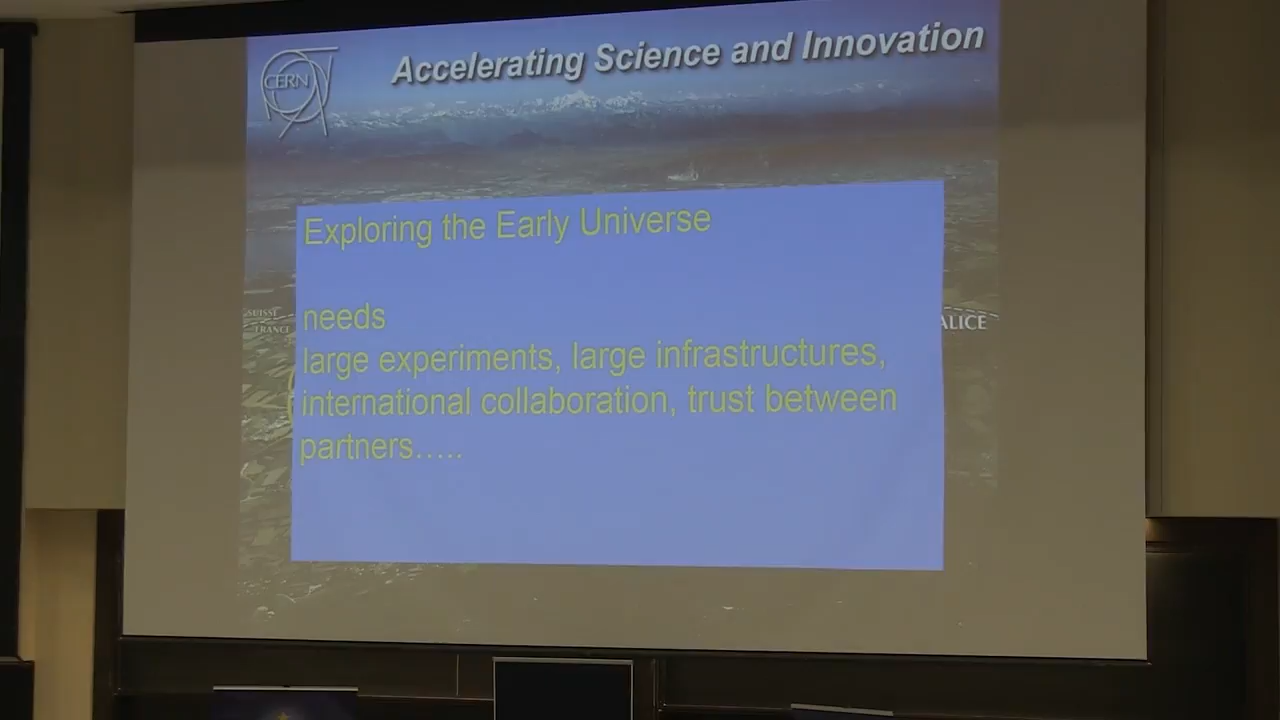 CERN
Accelerating Science and Innovation
Exploring the Early Universe
SUISSE
FRANCE
needs
ALICE
large experiments, large infrastructures,
international collaboration, trust between
partners.....